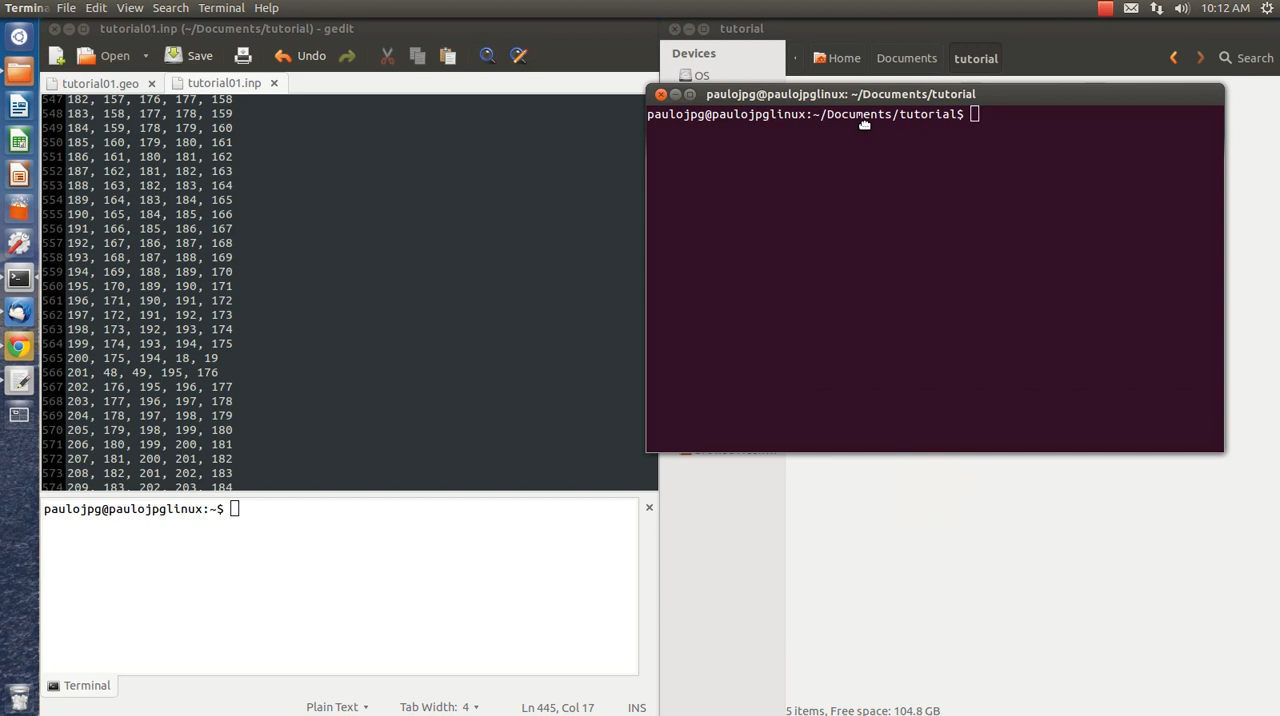 Termin File Edit View Search Terminal Help
10:12 AM
tutorial01.inp (~/Documents/tutorial) - gedit
Open Save Undo
tutorial01.geo tutorial01.inp
547 182, 157, 176, 177, 158
548 183, 158, 177, 178, 159
549 184, 159, 178, 179, 160
550 185, 160, 179, 180, 161
551 186, 161, 180, 181, 162
552 187, 162, 181, 182, 163
553 188, 163, 182, 183, 164
554 189, 164, 183, 184, 165
555 190, 165, 184, 185, 166
556 191, 166, 185, 186, 167
557 192, 167, 186, 187, 168
558 193, 168, 187, 188, 169
559 194, 169, 188, 189, 170
560 195, 170, 189, 190, 171
561 196, 171, 190, 191, 172
562 197, 172, 191, 192, 173
563 198, 173, 192, 193, 174
564 199, 174, 193, 194, 175
565 200, 175, 194, 18, 19
566 201, 48, 49, 195, 176
567 202, 176, 195, 196, 177
568 203, 177, 196, 197, 178
569 204, 178, 197, 198, 179
570 205, 179, 198, 199, 180
571 206, 180, 199, 200, 181
572 207, 181, 200, 201, 182
573 208, 182, 201, 202, 183
574 209, 183, 202, 203, 184
paulojpg@paulojpglinux:~$
Terminal
Plain Text Tab Width: 4 Ln 445, Col 17 INS
tutorial
Devices
OS
Home Documents tutorial Search
paulojpg@paulojpglinux: ~/Documents/tutorial
paulojpg@paulojpglinux:~/Documents/tutorial$
5 items, Free space: 104.8 GB